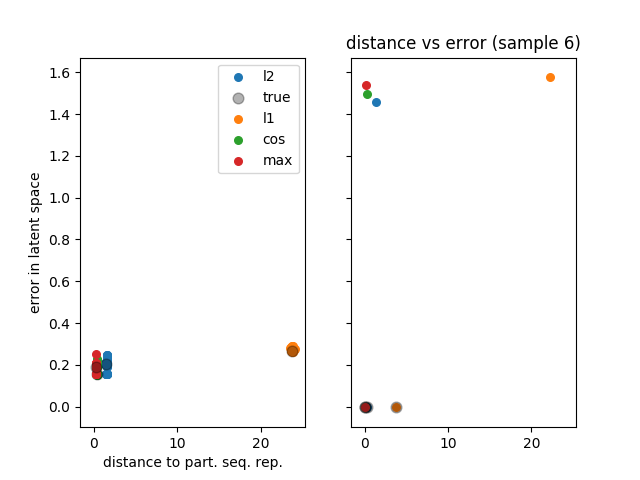 distance vs error (sample 6)
1.6
1.4
1.2
1.0
0.8
0.6
0.4
0.2
0.0
error in latent space
l2
true
l1
cos
max
0 10 20
0 10 20
distance to part. seq. rep.